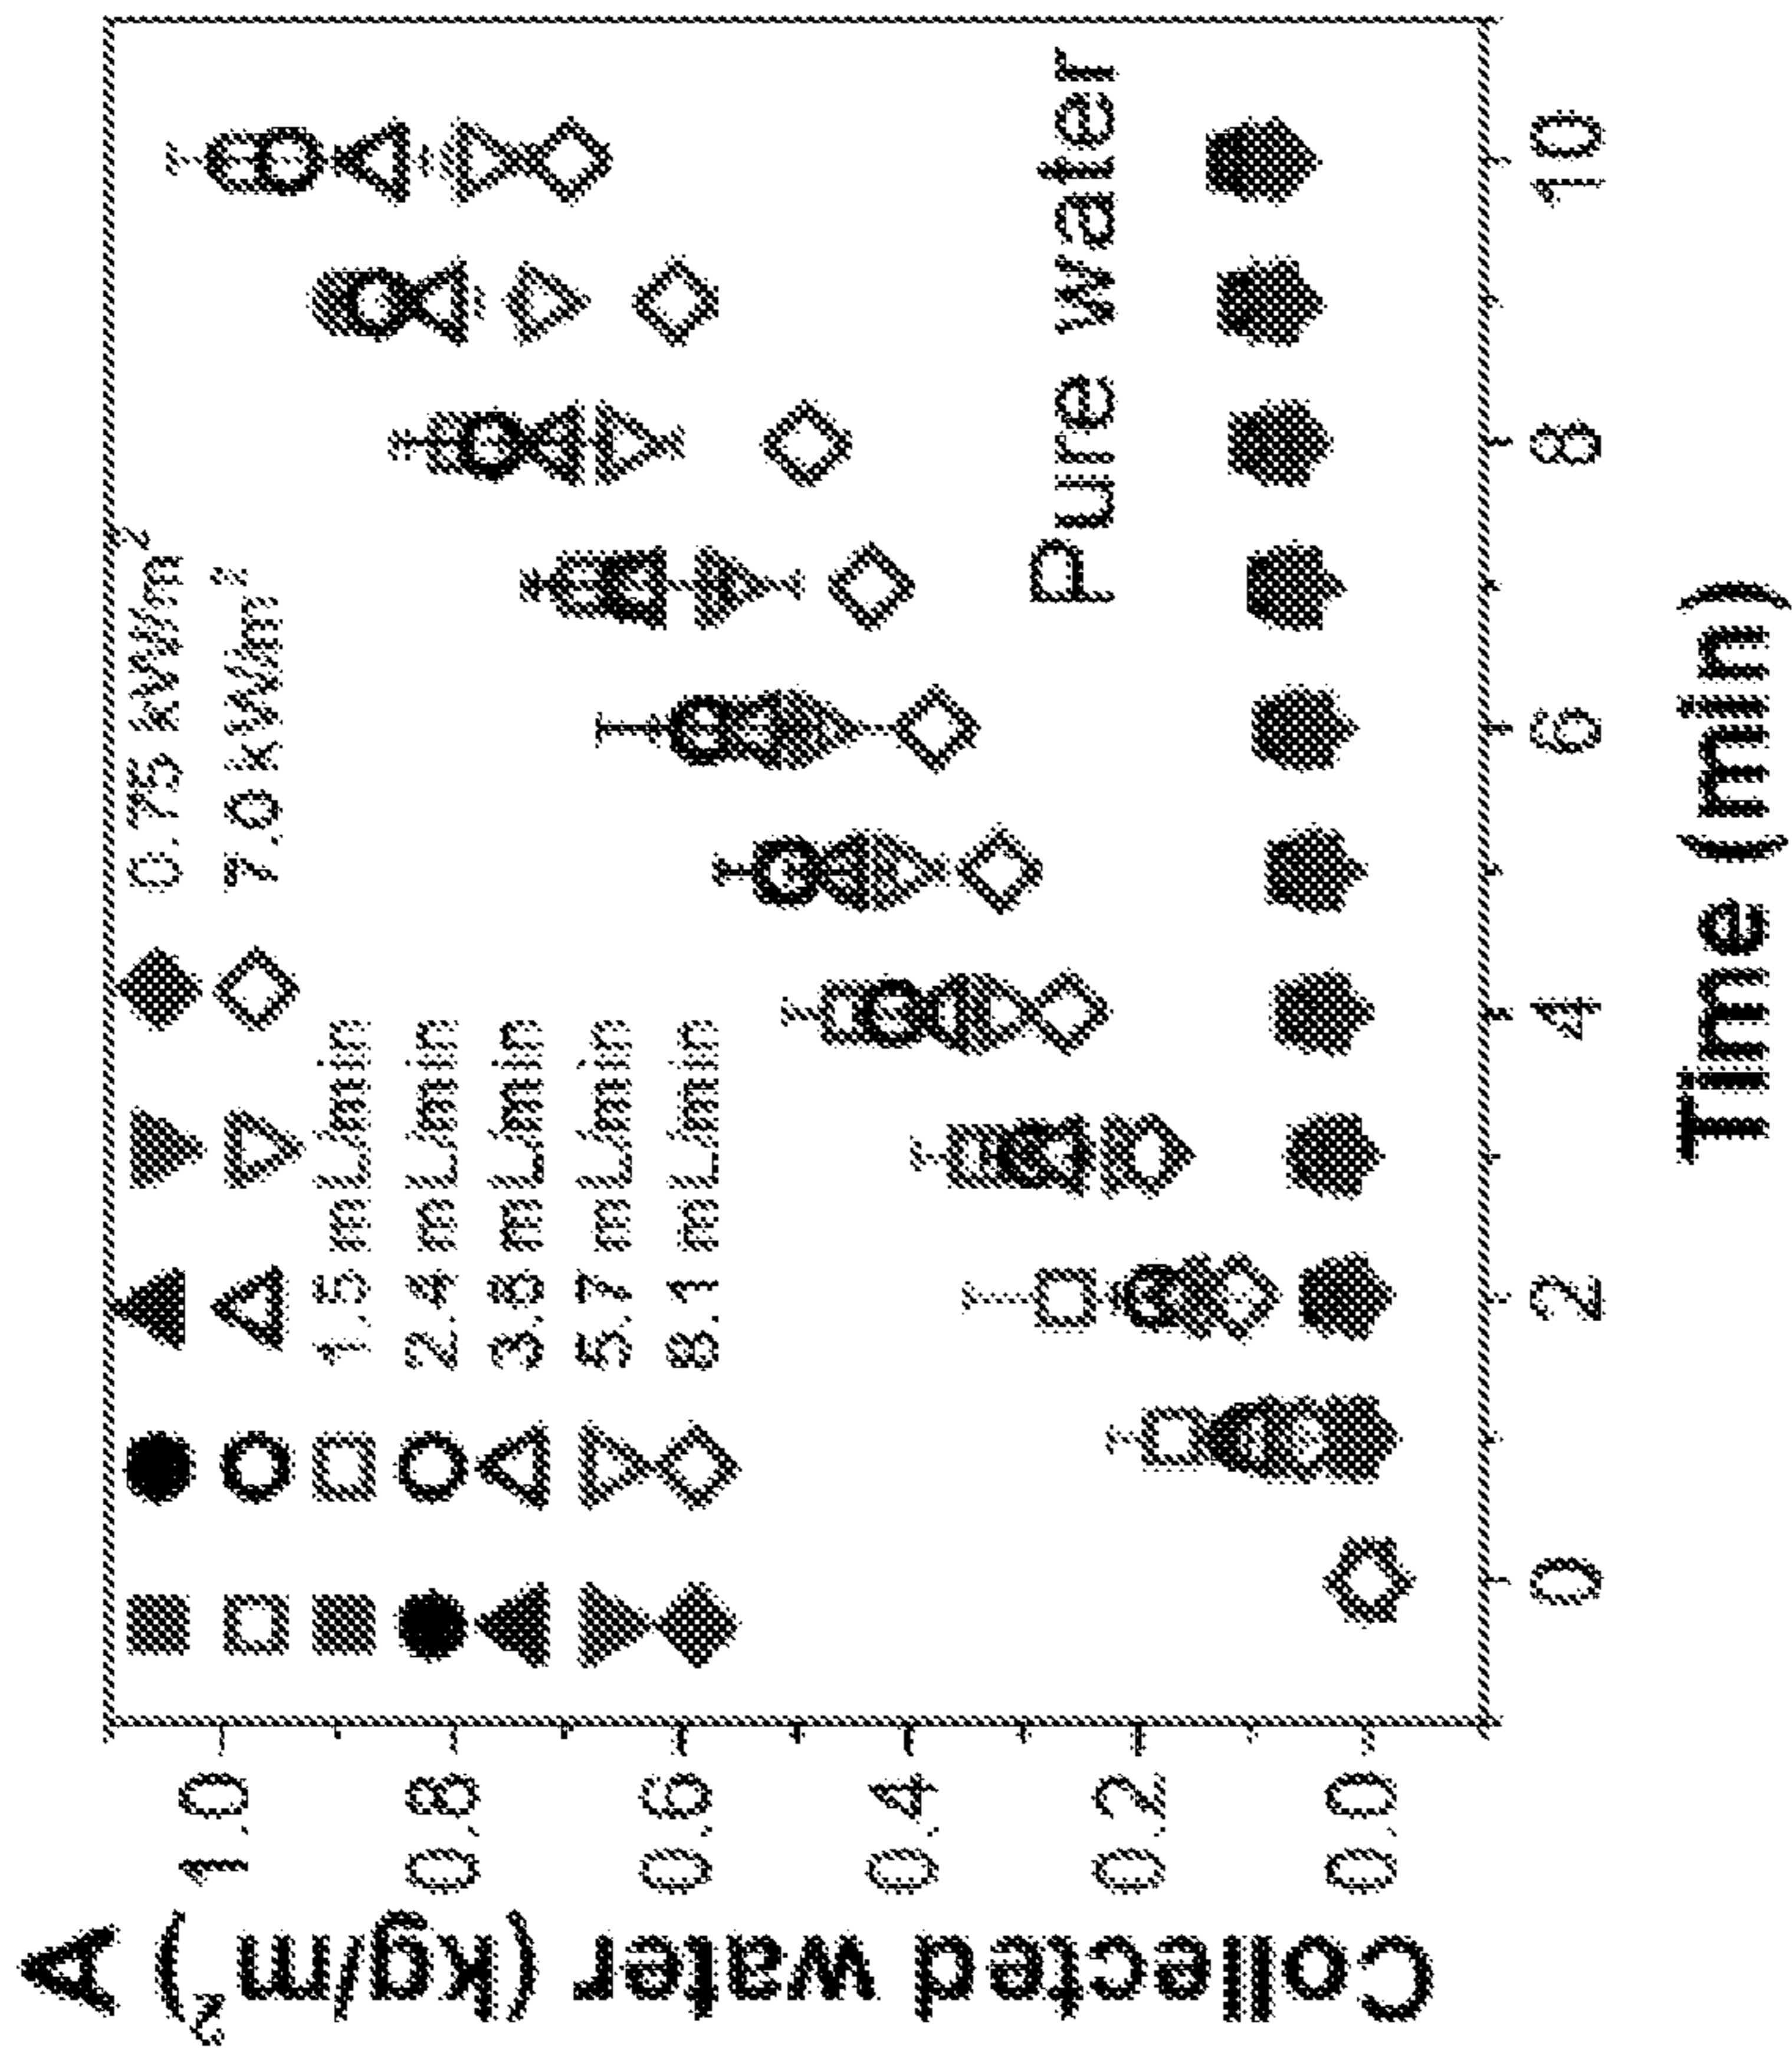 A
0.75 kW/m2
7.0 kW/m2
1.5 mL/min
2.4 mL/min
3.8 mL/min
5.7 mL/min
8.1 mL/min
Pure water
1.0
0.8
0.6
0.4
0.2
0.0
Collected water (kg/m2)
0 2 4 6 8 10
Time (min)